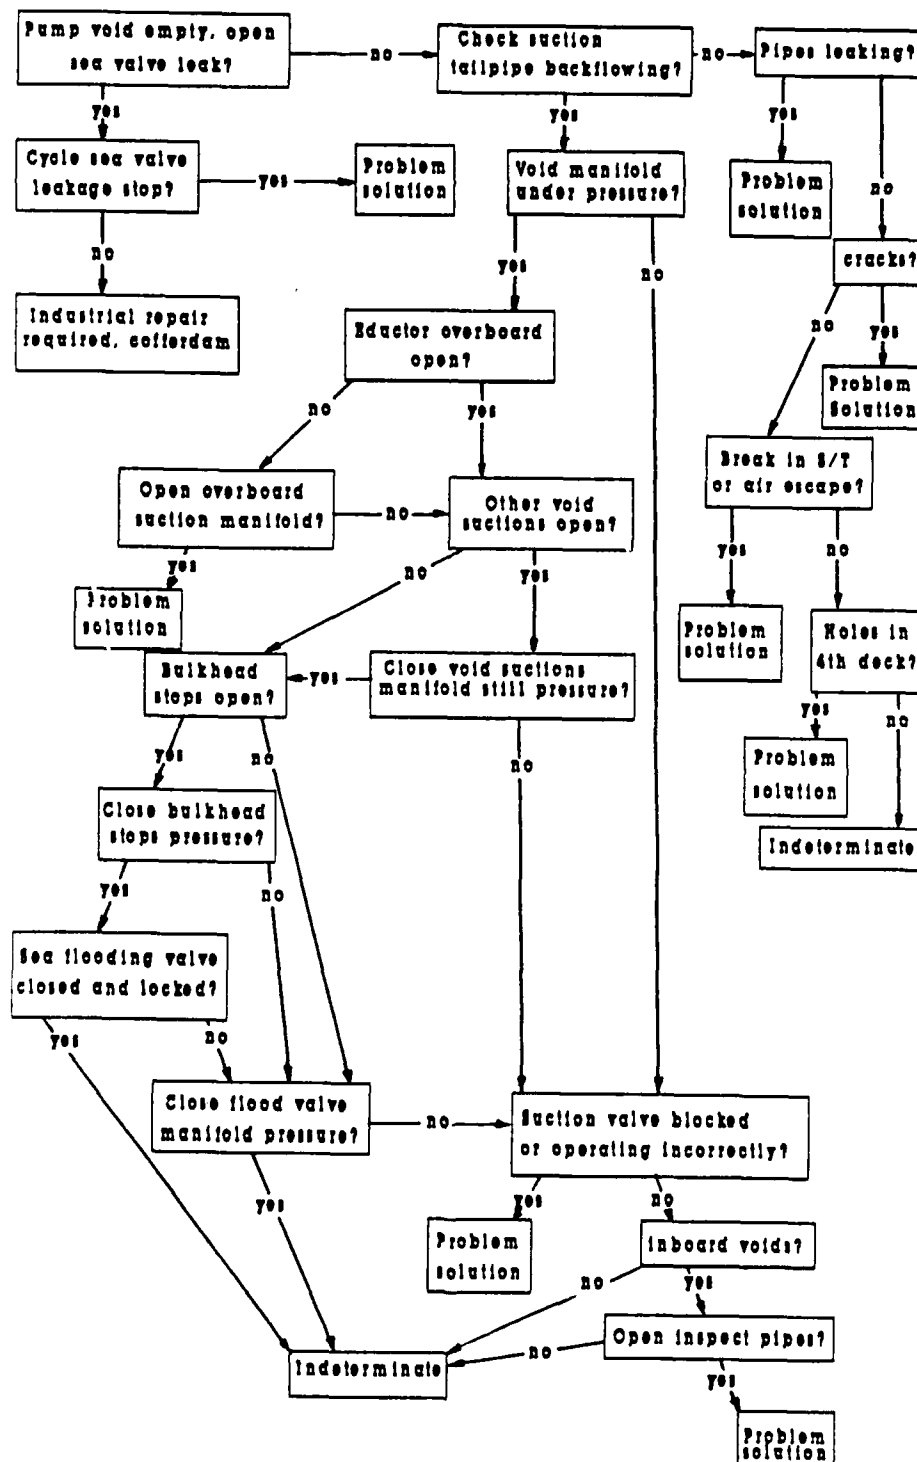 Pump void empty, open
sea valve leak?
no
Check suction
tailpipe backflowing?
no
Pipes leaking?
yes
yes
yes
no
Cycle sea valve
leakage stop?
yes
Problem
solution
Void manifold
under pressure?
Problem
solution
no
yes
no
cracks?
Industrial repair
required, cofferdam
Eductor overboard
open?
no
yes
Problem
Solution
no
yes
Break in S/T
or air escape?
Open overboard
suction manifold?
no
Other void
suctions open?
yes
no
yes
no
yes
Problem
solution
Problem
solution
Holes in
4th deck?
Bulkhead
stops open?
yes
Close void suctions
manifold still pressure?
yes
no
yes
no
no
Problem
solution
Close bulkhead
stops pressure?
Indeterminate
yes
no
Sea flooding valve
closed and locked?
yes
no
Close flood valve
manifold pressure?
no
Suction valve blocked
or operating incorrectly?
yes
yes
no
Problem
solution
inboard voids?
no
yes
Open inspect pipes?
no
Indeterminate
yes
Problem
solution